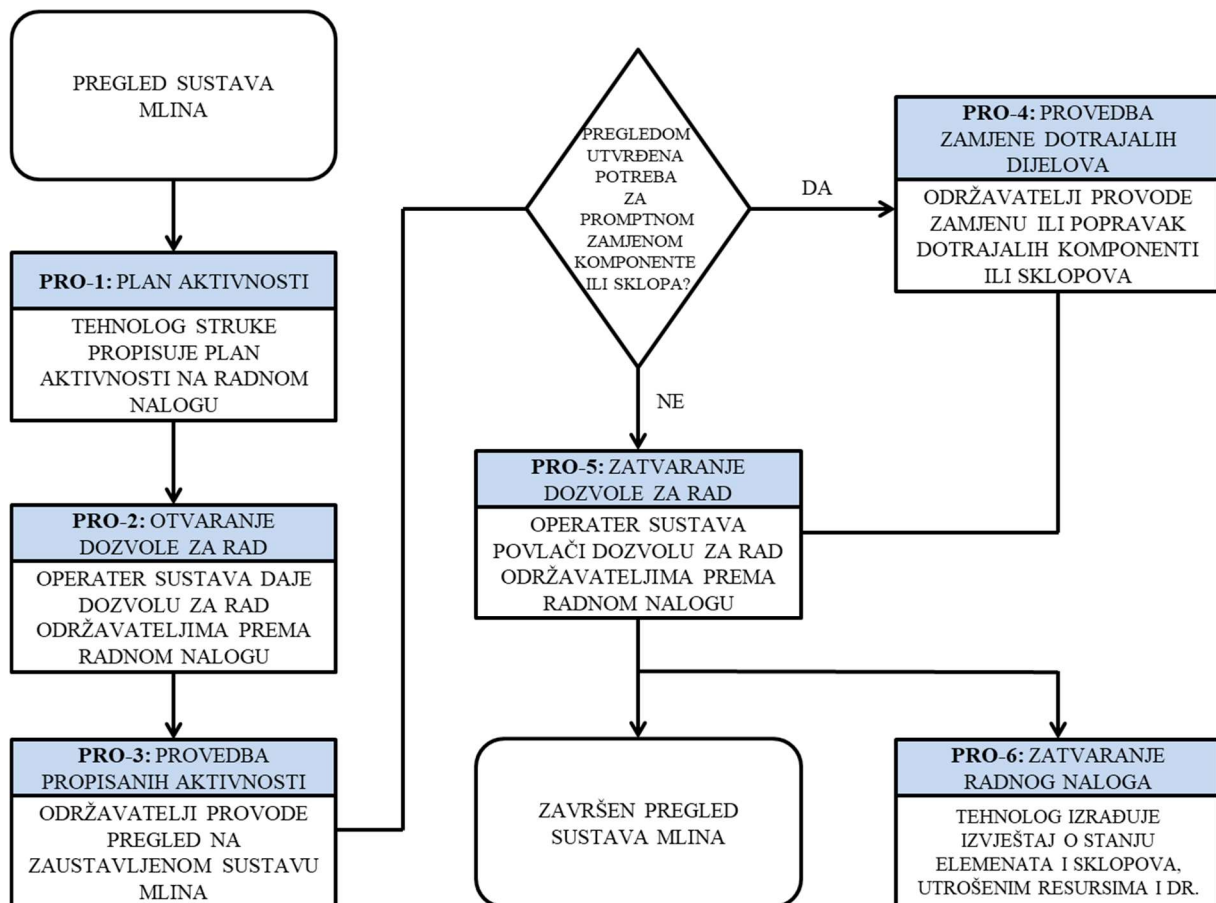 PREGLED SUSTAVA
MLINA
PRO-1: PLAN AKTIVNOSTI
TEHNOLOG STRUKE
PROPISUJE PLAN
AKTIVNOSTI NA RADNOM
NALOGU
PRO-2: OTVARANJE
DOZVOLE ZA RAD
OPERATER SUSTAVA DAJE
DOZVOLU ZA RAD
ODRŽAVATELJIMA PREMA
RADNOM NALOGU
PRO-3: PROVEDBA
PROPISANIH AKTIVNOSTI
ODRŽAVATELJI PROVODE
PREGLED NA
ZAUSTAVLJENOM SUSTAVU
MLINA
PREGLEDOM
UTVRĐENA
POTREBA
ZA
PROMPTNOM
ZAMJENOM
KOMPONENTE
ILI SKLOPA?
DA
NE
PRO-4: PROVEDBA
ZAMJENE DOTRAJALIH
DIJELOVA
ODRŽAVATELJI PROVODE
ZAMJENU ILI POPRAVAK
DOTRAJALIH KOMPONENTI
ILI SKLOPOVA
PRO-5: ZATVARANJE
DOZVOLE ZA RAD
OPERATER SUSTAVA
POVLAČI DOZVOLU ZA RAD
ODRŽAVATELJIMA PREMA
RADNOM NALOGU
ZAVRŠEN PREGLED
SUSTAVA MLINA
PRO-6: ZATVARANJE
RADNOG NALOGA
TEHNOLOG IZRAĐUJE
IZVJEŠTAJ O STANJU
ELEMENATA I SKLOPOVA,
UTROŠENIM RESURSIMA I DR.